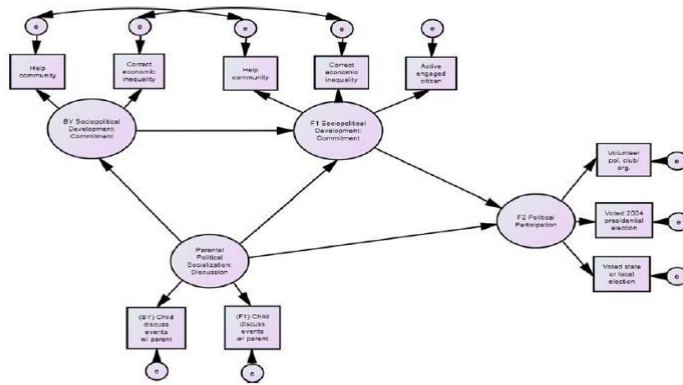 e
e
e
e
e
Help
community
Correct
economic
inequality
Help
community
Correct
economic
inequality
Active
engaged
citizen
BY Sociopolitical
Development:
Commitment
F1 Sociopolitical
Development:
Commitment
Volunteer
pol. club/
org.
e
F2 Political
Participation
Voted 2004
presidential
election
e
Parental
Political
Socialization:
Discussion
Voted state
or local
election
e
(BY) Child
discuss
events
w/ parent
(F1) Child
discuss
events
w/ parent
e
e